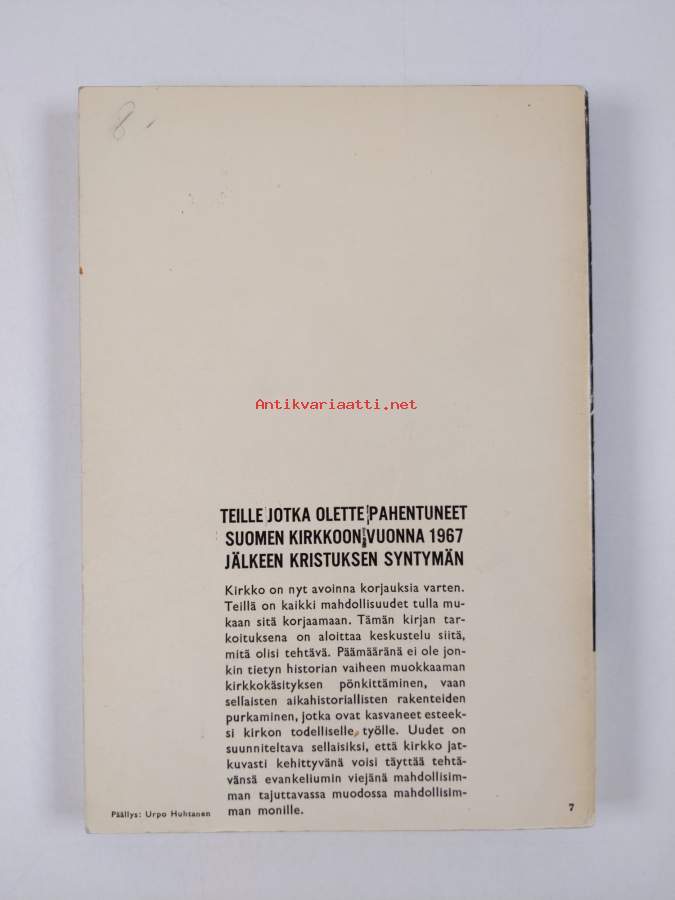 8,
Antikvariaatti.net
TEILLE JOTKA OLETTE PAHENTUNEET
SUOMEN KIRKKOON VUONNA 1967
JÄLKEEN KRISTUKSEN SYNTYMÄN
Kirkko on nyt avoinna korjauksia varten.
Teillä on kaikki mahdollisuudet tulla mu-
kaan sitä korjaamaan. Tämän kirjan tar-
koituksena on aloittaa keskustelu siitä,
mitä olisi tehtävä. Päämääränä ei ole jon-
kin tietyn historian vaiheen muokkaaman
kirkkokäsityksen pönkittäminen, vaan
sellaisten aikahistoriallisten rakenteiden
purkaminen, jotka ovat kasvaneet esteek-
si kirkon todelliselle työlle. Uudet on
suunniteltava sellaisiksi, että kirkko jat-
kuvasti kehittyvänä voisi täyttää tehtä-
vänsä evankeliumin viejänä mahdollisim-
man tajuttavassa muodossa mahdollisim-
man monille.
Päällys: Urpo Huhtanen
7